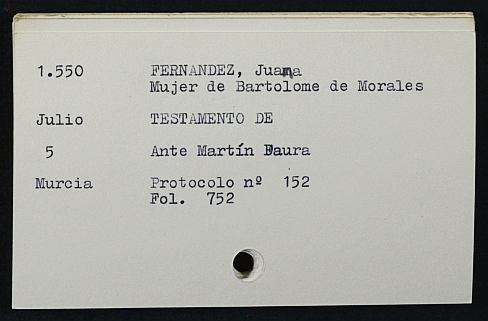 1.550 FERNANDEZ, Juana
Mujer de Bartolome de Morales
Julio TESTAMENTO DE
5 Ante Martín Faura
Murcia Protocolo nº 152
Fol. 752